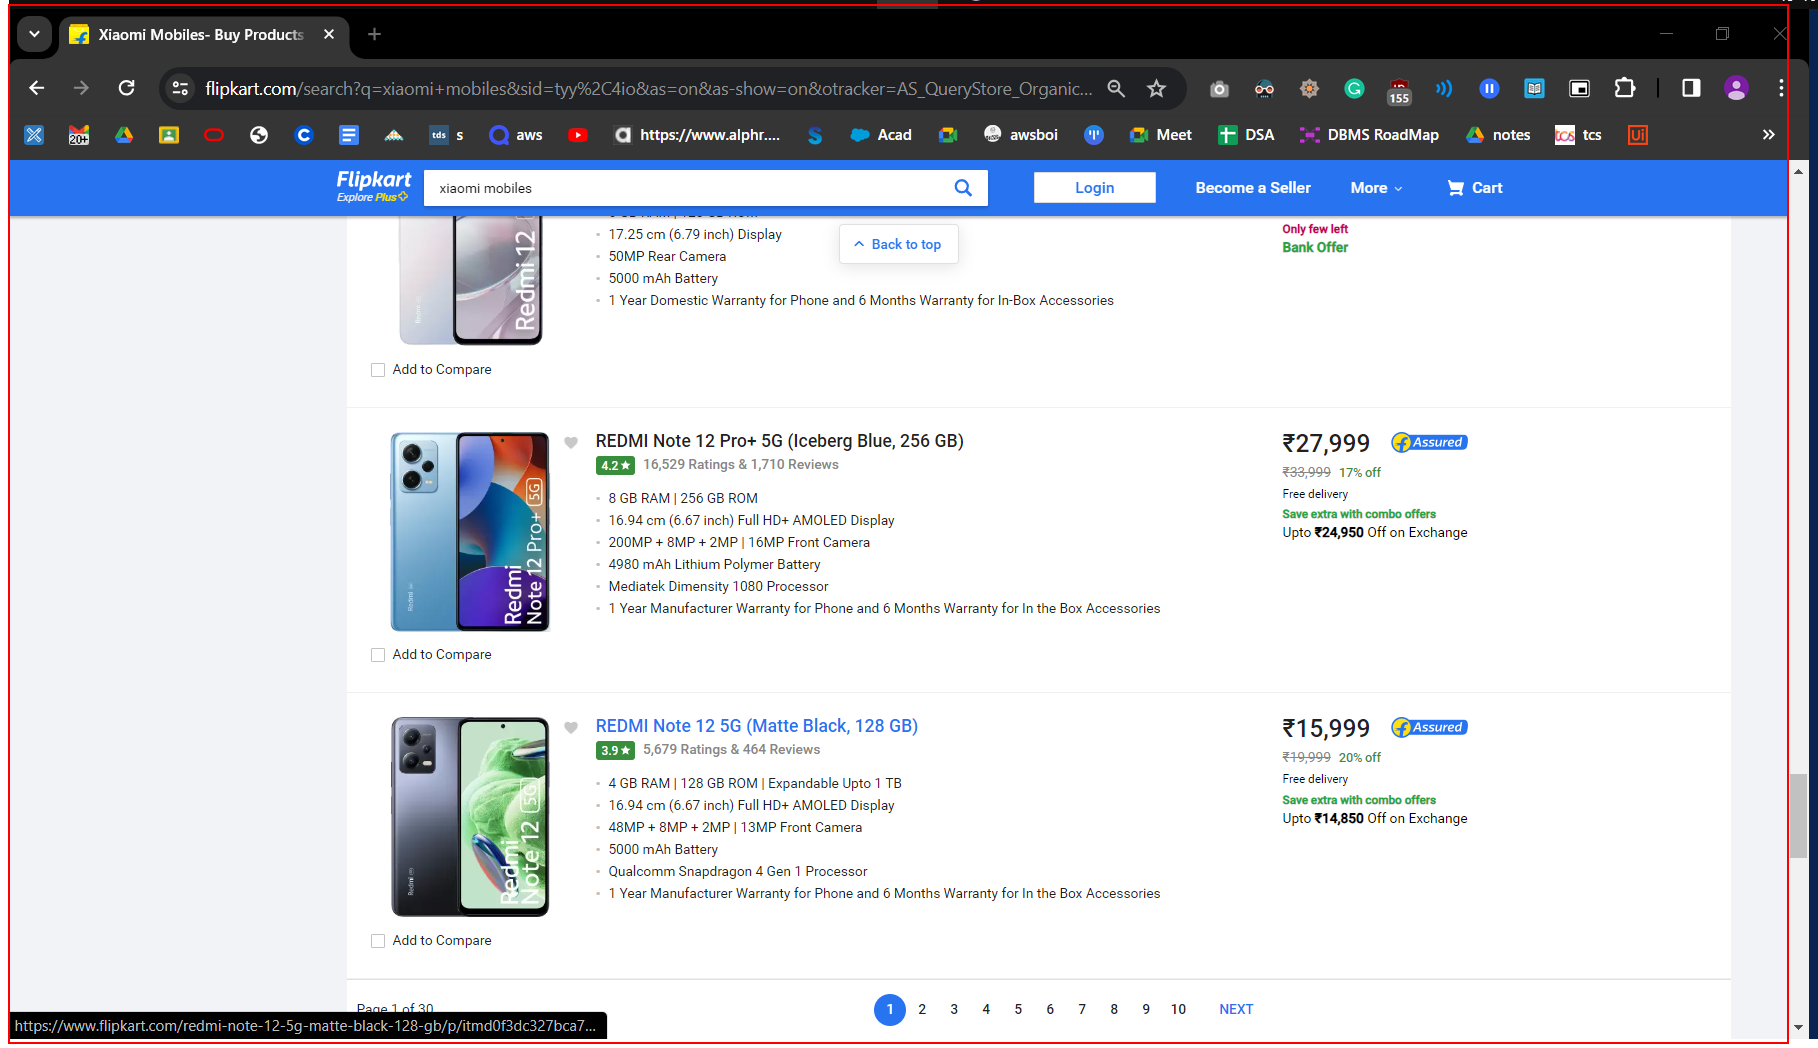 Xiaomi Mobiles- Buy Products
flipkart.com/search?q=xiaomi+mobiles&sid=tyy%2C4io&as=on&as-show=on&otracker=AS_QueryStore_Organic...
155
20+
tds s
aws
https://www.alphr....
Acad
awsboi
Meet
DSA
DBMS RoadMap
notes
tcs tcs
Ui
Flipkart
Explore Plus
xiaomi mobiles
Login
Become a Seller
More
Cart
Back to top
Redmi 12
17.25 cm (6.79 inch) Display
50MP Rear Camera
5000 mAh Battery
1 Year Domestic Warranty for Phone and 6 Months Warranty for In-Box Accessories
Only few left
Bank Offer
Add to Compare
Redmi
Note 12 Pro+ 5G
REDMI Note 12 Pro+ 5G (Iceberg Blue, 256 GB)
4.2★ 16,529 Ratings & 1,710 Reviews
8 GB RAM | 256 GB ROM
16.94 cm (6.67 inch) Full HD+ AMOLED Display
200MP + 8MP + 2MP | 16MP Front Camera
4980 mAh Lithium Polymer Battery
Mediatek Dimensity 1080 Processor
1 Year Manufacturer Warranty for Phone and 6 Months Warranty for In the Box Accessories
₹27,999 Assured
₹33,999 17% off
Free delivery
Save extra with combo offers
Upto ₹24,950 Off on Exchange
Add to Compare
Redmi
Note 12 5G
REDMI Note 12 5G (Matte Black, 128 GB)
3.9★ 5,679 Ratings & 464 Reviews
4 GB RAM | 128 GB ROM | Expandable Upto 1 TB
16.94 cm (6.67 inch) Full HD+ AMOLED Display
48MP + 8MP + 2MP | 13MP Front Camera
5000 mAh Battery
Qualcomm Snapdragon 4 Gen 1 Processor
1 Year Manufacturer Warranty for Phone and 6 Months Warranty for In the Box Accessories
₹15,999 Assured
₹19,999 20% off
Free delivery
Save extra with combo offers
Upto ₹14,850 Off on Exchange
Add to Compare
Page 1 of 30
1 2 3 4 5 6 7 8 9 10 NEXT
https://www.flipkart.com/redmi-note-12-5g-matte-black-128-gb/p/itmd0f3dc327bca7...